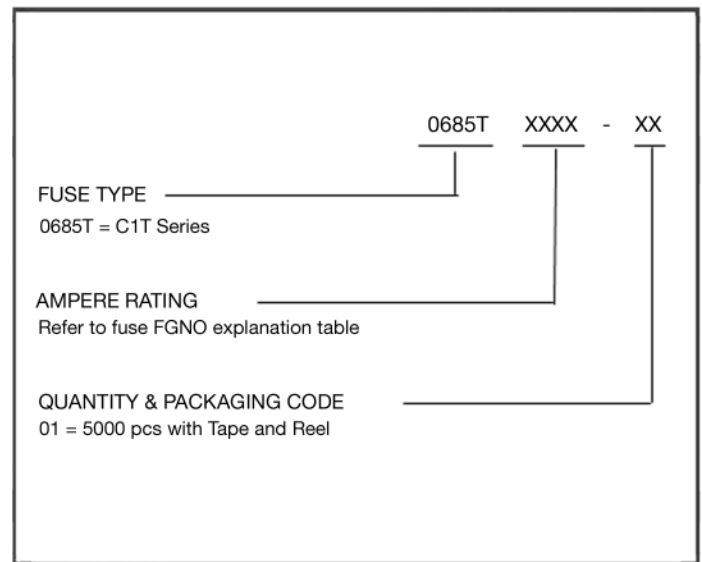 0685T XXXX - XX
FUSE TYPE
0685T = C1T Series
AMPERE RATING
Refer to fuse FGNO explanation table
QUANTITY & PACKAGING CODE
01 = 5000 pcs with Tape and Reel